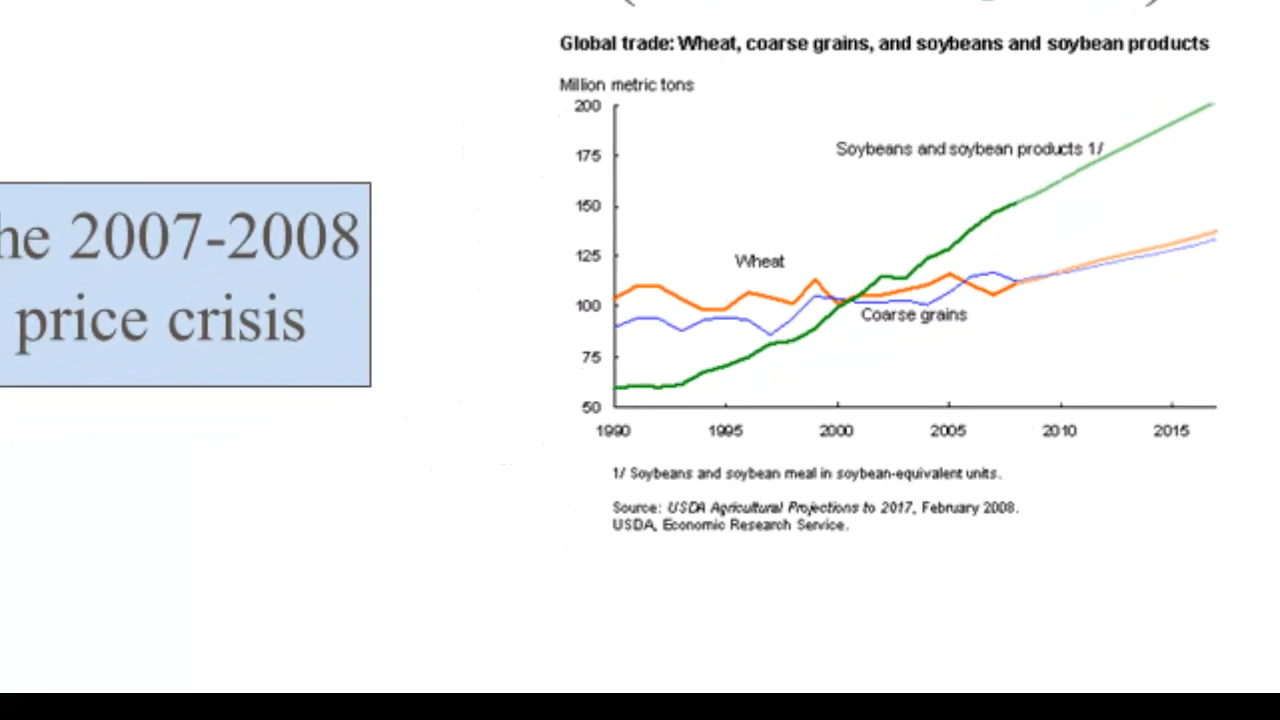 he 2007-2008
price crisis
Global trade: Wheat, coarse grains, and soybeans and soybean products
Million metric tons
200
175
150
125
100
75
50
Soybeans and soybean products 1/
Wheat
Coarse grains
1990 1995 2000 2005 2010 2015
1/ Soybeans and soybean meal in soybean-equivalent units.
Source: USDA Agricultural Projections to 2017, February 2008.
USDA, Economic Research Service.